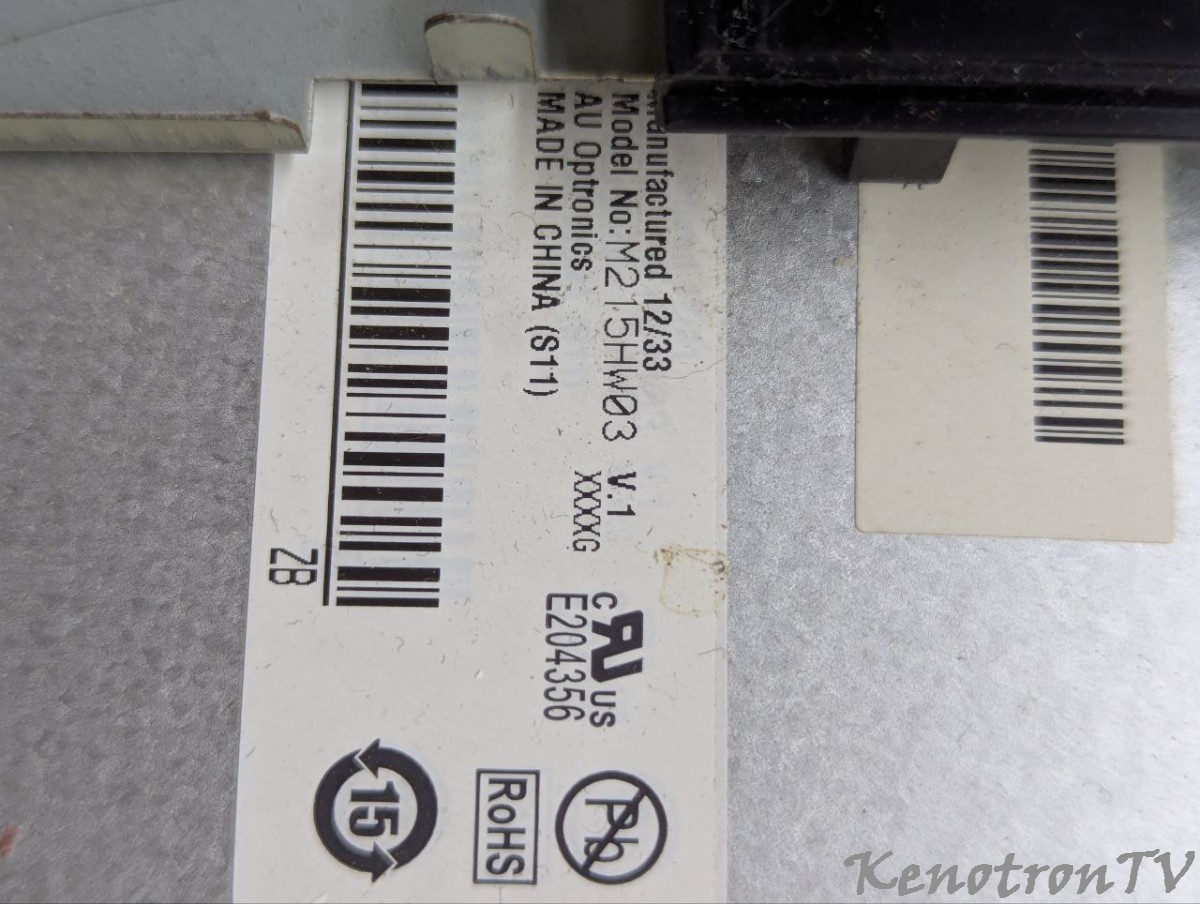 Manufactured 12/33
Model No:M215HW03 V.1
AU Optronics XXXXG
MADE IN CHINA (S11)
c UR US
E204356
Pb
RoHS
15
ZB
KenotronTV